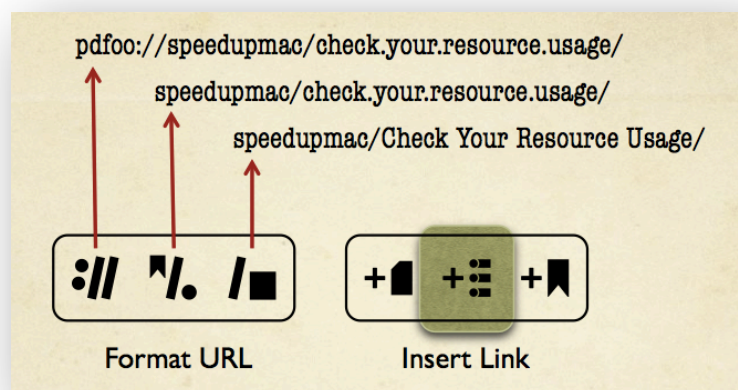 pdfoo://speedupmac/check.your.resource.usage/
speedupmac/check.your.resource.usage/
speedupmac/Check Your Resource Usage/
Format URL
Insert Link